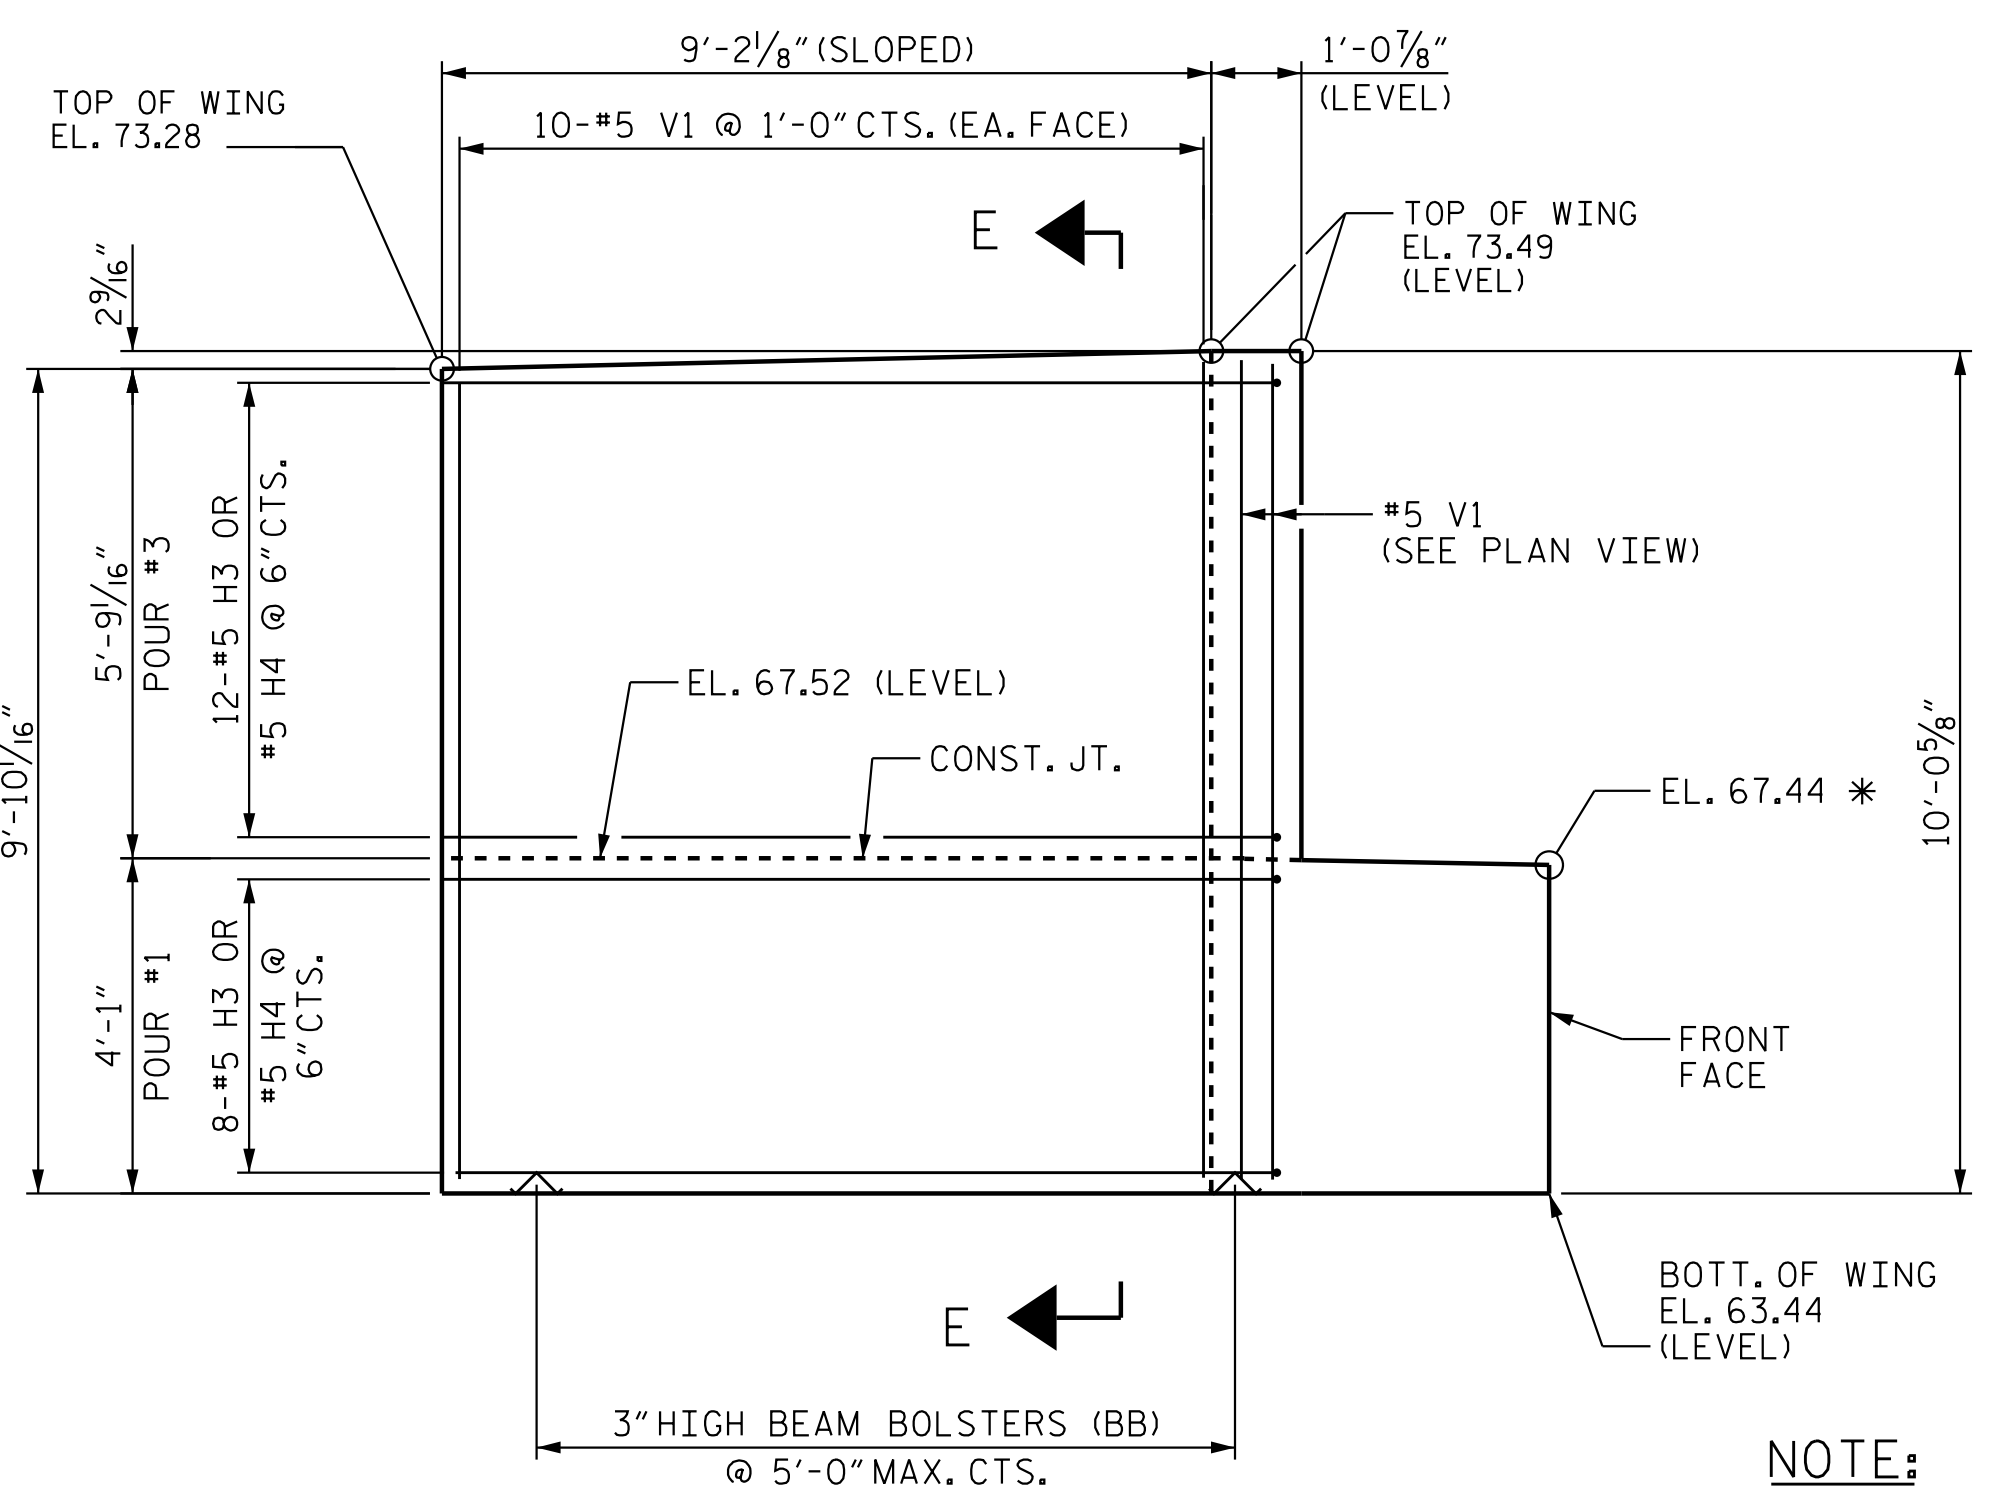 9'-2⅛" (SLOPED)
1'-0⅞"
(LEVEL)
TOP OF WING
EL. 73.28
10-#5 V1 @ 1'-0" CTS. (EA. FACE)
E
TOP OF WING
EL. 73.49
(LEVEL)
2 9/16"
5'-9 1/16"
POUR #3
12-#5 H3 OR
#5 H4 @ 6" CTS.
#5 V1
(SEE PLAN VIEW)
EL. 67.52 (LEVEL)
CONST. JT.
9'-10 1/16"
10'-0⅝"
EL. 67.44 *
4'-1"
POUR #1
8-#5 H3 OR
#5 H4 @
6" CTS.
FRONT
FACE
BOTT. OF WING
EL. 63.44
(LEVEL)
E
3" HIGH BEAM BOLSTERS (BB)
@ 5'-0" MAX. CTS.
NOTE: